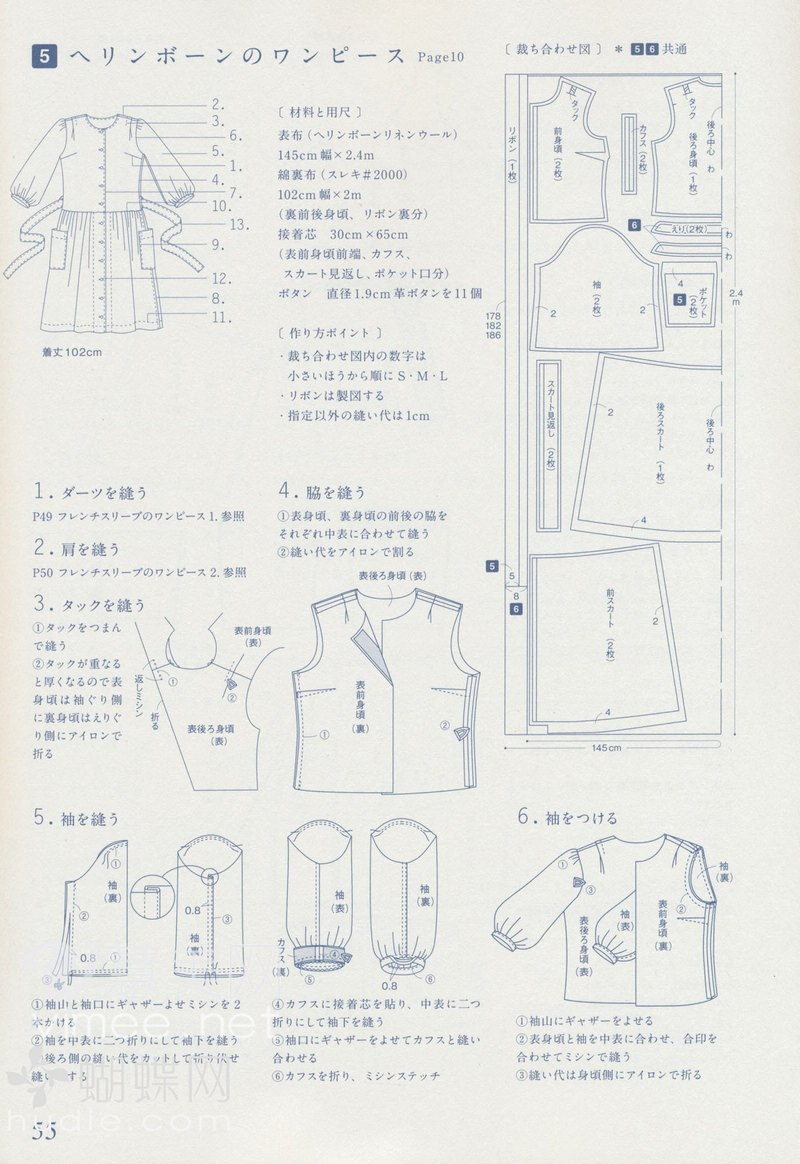 5 ヘリンボーンのワンピース Page10
2.
3.
6.
5.
1.
4.
7.
10.
13.
9.
12.
8.
11.
着丈102cm
〔 材料と用尺 〕
表布（ヘリンボーンリネンウール）
145cm幅×2.4m
綿裏布（スレキ#2000）
102cm幅×2m
（裏前後身頃、リボン裏分）
接着芯 30cm×65cm
（表前身頃前端、カフス、
スカート見返し、ポケット口分）
ボタン 直径1.9cm革ボタンを11個
〔 作り方ポイント 〕
・裁ち合わせ図内の数字は
小さいほうから順にS・M・L
・リボンは製図する
・指定以外の縫い代は1cm
〔 裁ち合わせ図 〕 ＊ 5 6 共通
リボン（1枚）
タック
前身頃（2枚）
カフス（2枚）
タック
後ろ身頃（1枚）
後ろ中心 わ
6
えり(2枚)
わ
わ
袖（2枚）
2
2
4
5
ポケット（2枚）
2.4m
178
182
186
スカート見返し（2枚）
2
後ろスカート（1枚）
後ろ中心 わ
4
5
5
8
6
前スカート（2枚）
2
4
145cm
1. ダーツを縫う
P49 フレンチスリーブのワンピース1. 参照
2. 肩を縫う
P50 フレンチスリーブのワンピース2. 参照
3. タックを縫う
①タックをつまん
で縫う
②タックが重なる
と厚くなるので表
身頃は袖ぐり側
に裏身頃はえりぐ
り側にアイロンで
折る
返しミシン
折る
①
②
表前身頃（表）
表後ろ身頃（表）
4. 脇を縫う
①表身頃、裏身頃の前後の脇を
それぞれ中表に合わせて縫う
②縫い代をアイロンで割る
表後ろ身頃（表）
表前身頃（裏）
①
②
5. 袖を縫う
①
袖（裏）
②
0.8
①
③
0.8
袖（裏）
③
袖（表）
カフス（裏）
④
⑤
袖（表）
0.8
⑥
①袖山と袖口にギャザーよせミシンを2
本かける
②袖を中表に二つ折りにして袖下を縫う
後ろ側の縫い代をカットして折り伏せ
縫い する
④カフスに接着芯を貼り、中表に二つ
折りにして袖下を縫う
⑤袖口にギャザーをよせてカフスと縫い
合わせる
⑥カフスを折り、ミシンステッチ
6. 袖をつける
①
③
表後ろ身頃（裏）
袖（表）
表前身頃（裏）
②
袖（裏）
①袖山にギャザーをよせる
②表身頃と袖を中表に合わせ、合印を
合わせてミシンで縫う
③縫い代は身頃側にアイロンで折る
蝴蝶网
55